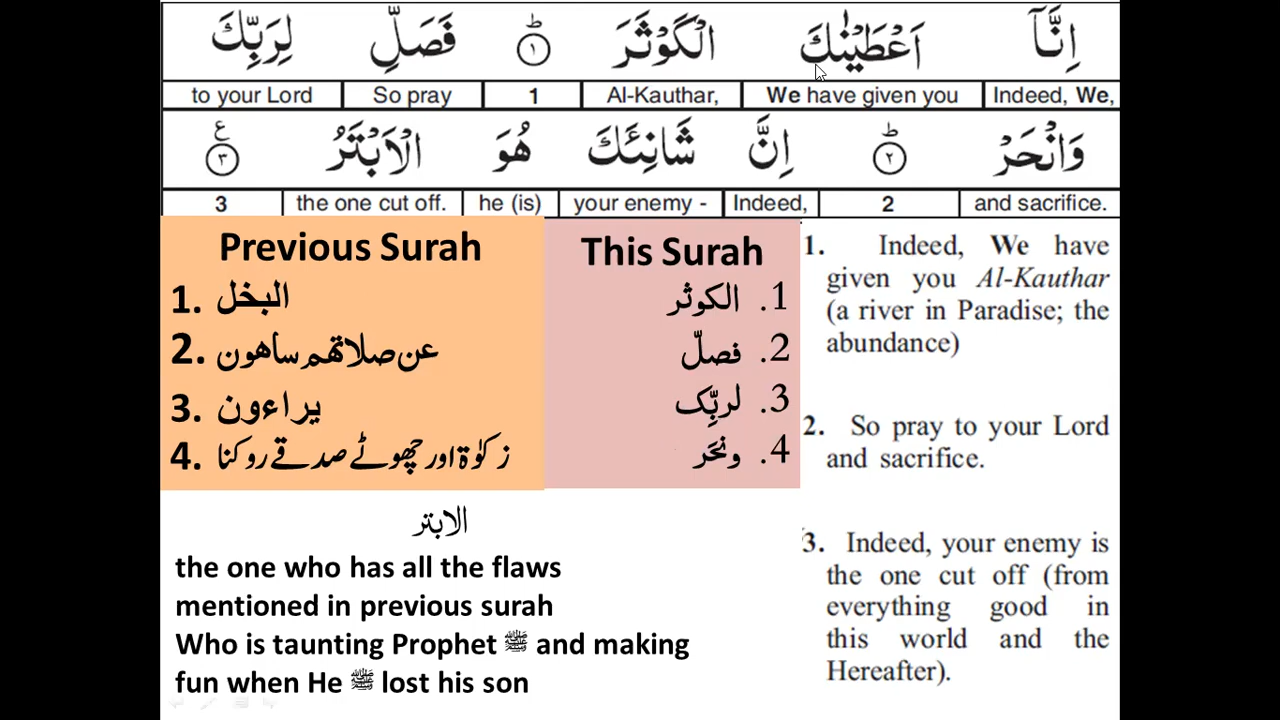 اِنَّاۤ اَعْطَيْنٰكَ الْكَوْثَرَ ؕ ﴿۱﴾ فَصَلِّ لِرَبِّكَ
Indeed, We, We have given you Al-Kauthar, 1 So pray to your Lord
وَانْحَرْ ؕ ﴿۲﴾ اِنَّ شَانِئَكَ هُوَ الْاَبْتَرُ ﴿۳﴾ ع
and sacrifice. 2 Indeed, your enemy - he (is) the one cut off. 3
Previous Surah
1. البخل
2. عن صلاتهم ساهون
3. يراءون
4. زکوٰۃ اور چھوٹے صدقے روکنا
This Surah
1. الكوثر
2. فصلّ
3. لربِّک
4. ونحَر
1. Indeed, We have
given you Al-Kauthar
(a river in Paradise; the
abundance)
2. So pray to your Lord
and sacrifice.
3. Indeed, your enemy is
the one cut off (from
everything good in
this world and the
Hereafter).
الابتر
the one who has all the flaws
mentioned in previous surah
Who is taunting Prophet ﷺ and making
fun when He ﷺ lost his son